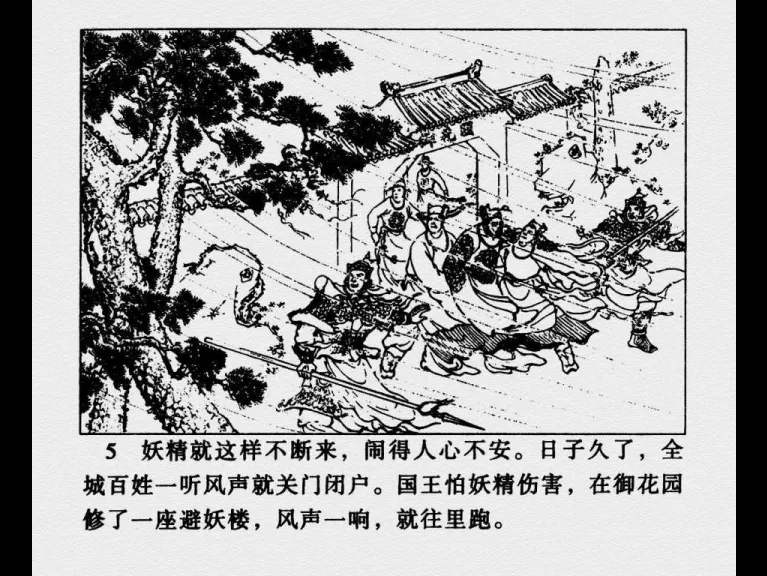 5 妖精就这样不断来，闹得人心不安。日子久了，全
城百姓一听风声就关门闭户。国王怕妖精伤害，在御花园
修了一座避妖楼，风声一响，就往里跑。